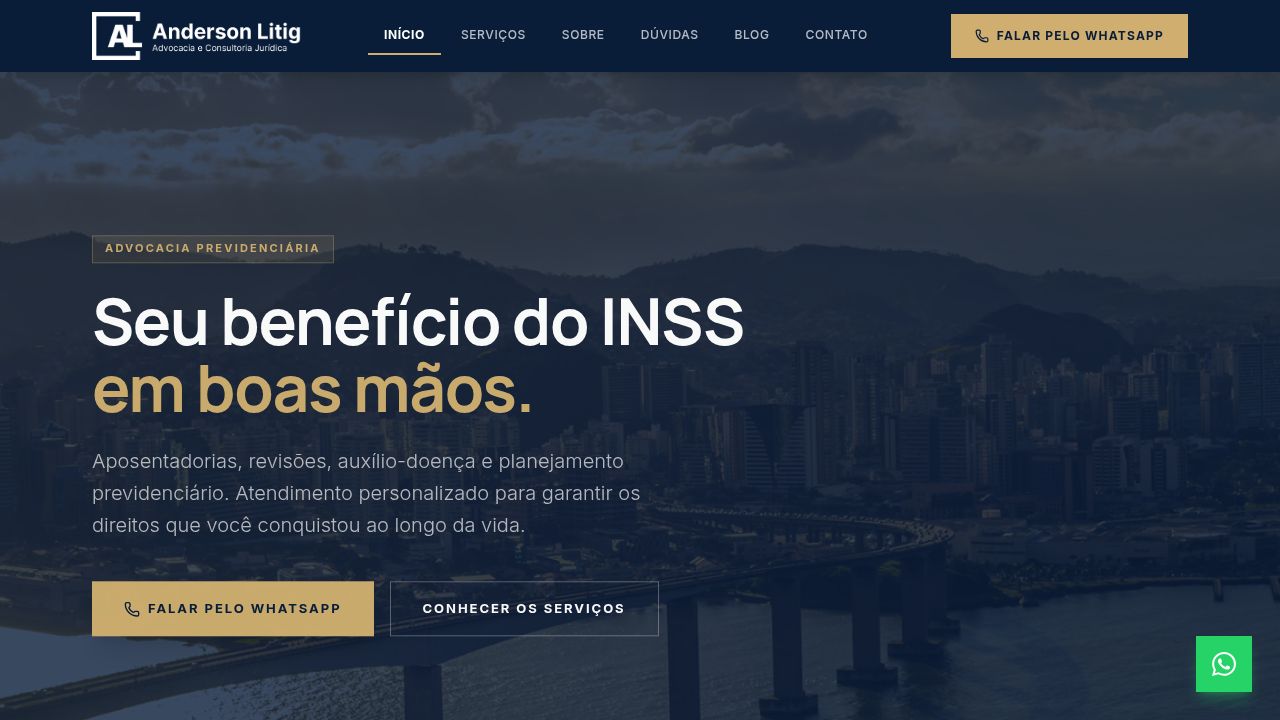 AL
Anderson Litig
Advocacia e Consultoria Jurídica
INÍCIO
SERVIÇOS
SOBRE
DÚVIDAS
BLOG
CONTATO
FALAR PELO WHATSAPP
ADVOCACIA PREVIDENCIÁRIA
Seu benefício do INSS
em boas mãos.
Aposentadorias, revisões, auxílio-doença e planejamento
previdenciário. Atendimento personalizado para garantir os
direitos que você conquistou ao longo da vida.
FALAR PELO WHATSAPP
CONHECER OS SERVIÇOS